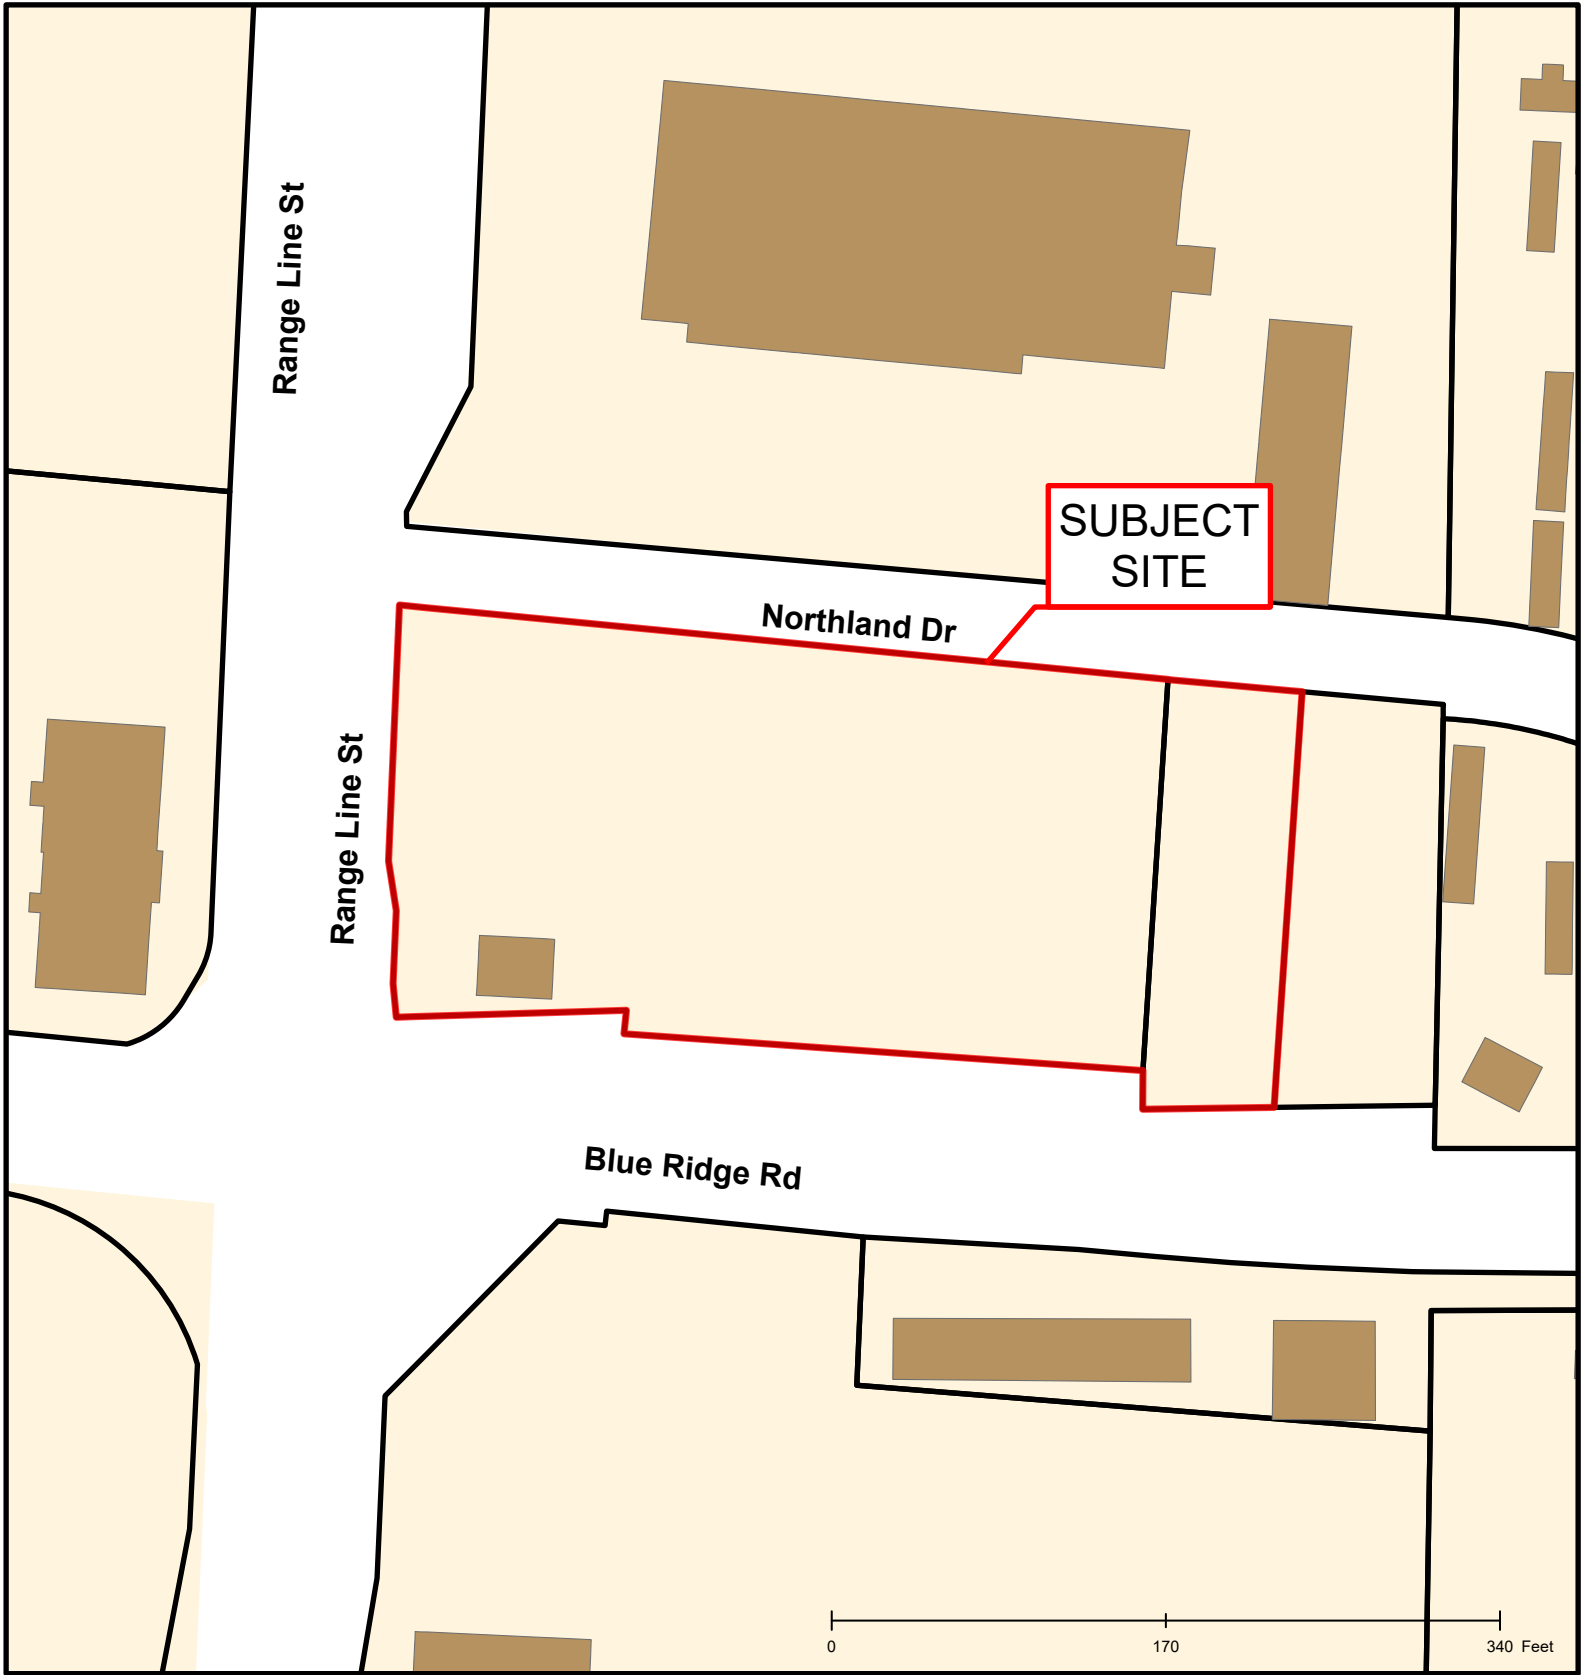 Range Line St
SUBJECT
SITE
Northland Dr
Range Line St
Blue Ridge Rd
0 170 340 Feet